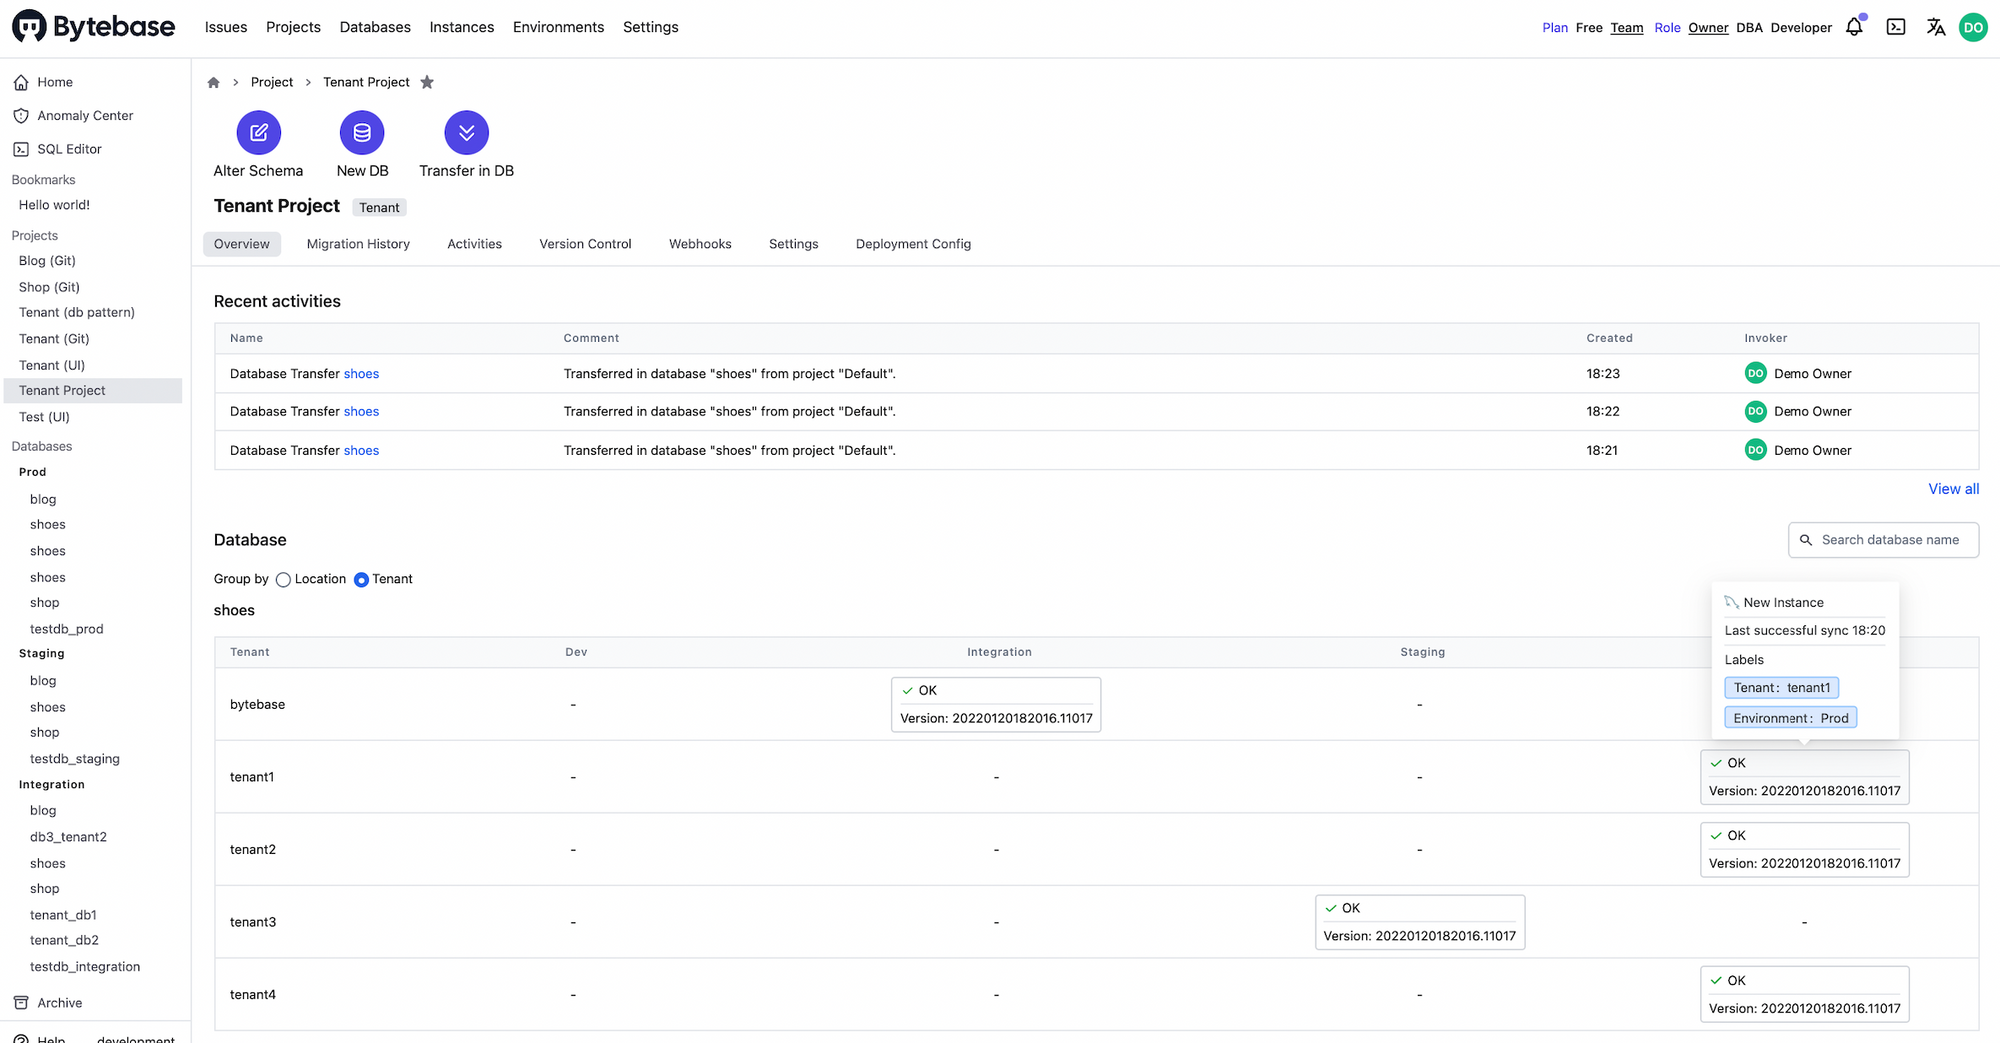 Bytebase
Issues Projects Databases Instances Environments Settings
Plan Free Team Role Owner DBA Developer DO
Home
Anomaly Center
SQL Editor
Bookmarks
Hello world!
Projects
Blog (Git)
Shop (Git)
Tenant (db pattern)
Tenant (Git)
Tenant (UI)
Tenant Project
Test (UI)
Databases
Prod
blog
shoes
shoes
shoes
shop
testdb_prod
Staging
blog
shoes
shop
testdb_staging
Integration
blog
db3_tenant2
shoes
shop
tenant_db1
tenant_db2
testdb_integration
Archive
Help development
Project Tenant Project
Alter Schema New DB Transfer in DB
Tenant Project Tenant
Overview Migration History Activities Version Control Webhooks Settings Deployment Config
Recent activities
Name Comment Created Invoker
Database Transfer shoes Transferred in database "shoes" from project "Default". 18:23 DO Demo Owner
Database Transfer shoes Transferred in database "shoes" from project "Default". 18:22 DO Demo Owner
Database Transfer shoes Transferred in database "shoes" from project "Default". 18:21 DO Demo Owner
View all
Database
Search database name
Group by Location Tenant
shoes
New Instance
Last successful sync 18:20
Labels
Tenant: tenant1
Environment: Prod
Tenant Dev Integration Staging
bytebase - OK -
Version: 20220120182016.11017
tenant1 - - - OK
Version: 20220120182016.11017
tenant2 - - - OK
Version: 20220120182016.11017
tenant3 - - OK -
Version: 20220120182016.11017
tenant4 - - - OK
Version: 20220120182016.11017